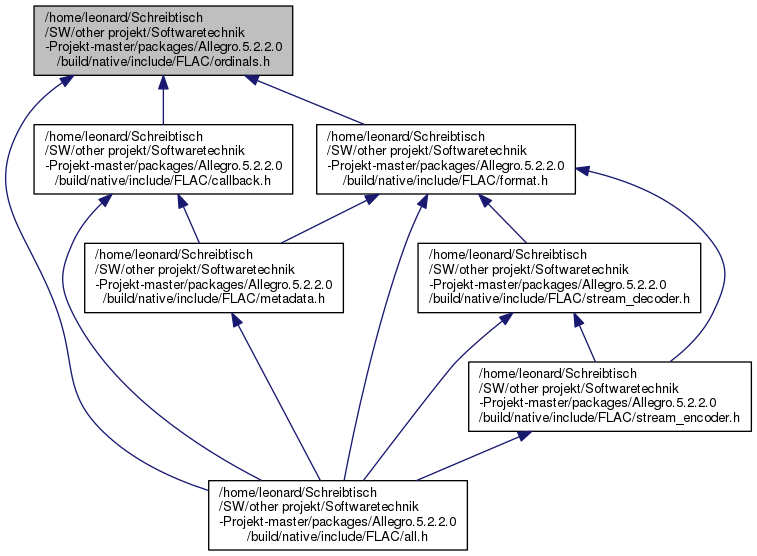 /home/leonard/Schreibtisch
/SW/other projekt/Softwaretechnik
-Projekt-master/packages/Allegro.5.2.2.0
/build/native/include/FLAC/ordinals.h
/home/leonard/Schreibtisch
/SW/other projekt/Softwaretechnik
-Projekt-master/packages/Allegro.5.2.2.0
/build/native/include/FLAC/callback.h
/home/leonard/Schreibtisch
/SW/other projekt/Softwaretechnik
-Projekt-master/packages/Allegro.5.2.2.0
/build/native/include/FLAC/format.h
/home/leonard/Schreibtisch
/SW/other projekt/Softwaretechnik
-Projekt-master/packages/Allegro.5.2.2.0
/build/native/include/FLAC/metadata.h
/home/leonard/Schreibtisch
/SW/other projekt/Softwaretechnik
-Projekt-master/packages/Allegro.5.2.2.0
/build/native/include/FLAC/stream_decoder.h
/home/leonard/Schreibtisch
/SW/other projekt/Softwaretechnik
-Projekt-master/packages/Allegro.5.2.2.0
/build/native/include/FLAC/stream_encoder.h
/home/leonard/Schreibtisch
/SW/other projekt/Softwaretechnik
-Projekt-master/packages/Allegro.5.2.2.0
/build/native/include/FLAC/all.h